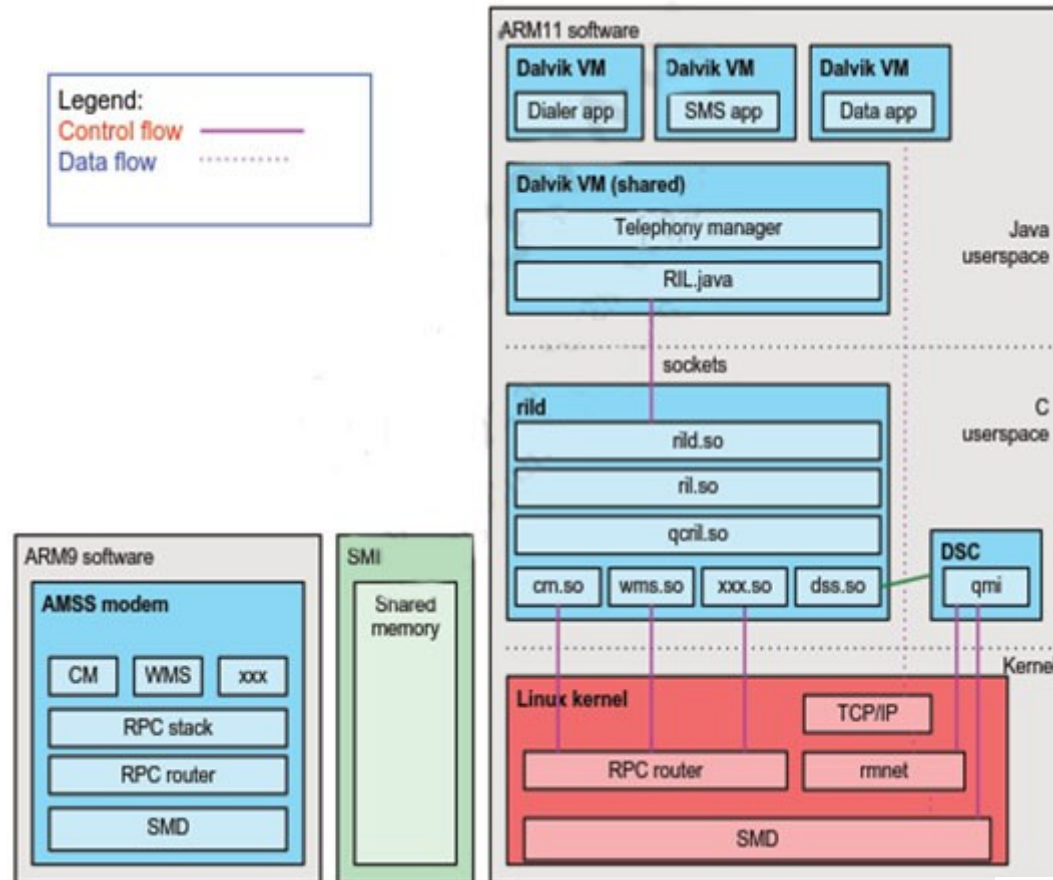 Legend:
Control flow
Data flow
ARM11 software
Dalvik VM
Dialer app
Dalvik VM
SMS app
Dalvik VM
Data app
Dalvik VM (shared)
Telephony manager
RIL.java
Java
userspace
sockets
rild
rild.so
ril.so
qcril.so
cm.so
wms.so
xxx.so
dss.so
C
userspace
DSC
qmi
Kerne
Linux kernel
TCP/IP
RPC router
rmnet
SMD
ARM9 software
AMSS modem
CM
WMS
xxx
RPC stack
RPC router
SMD
SMI
Snared
memory